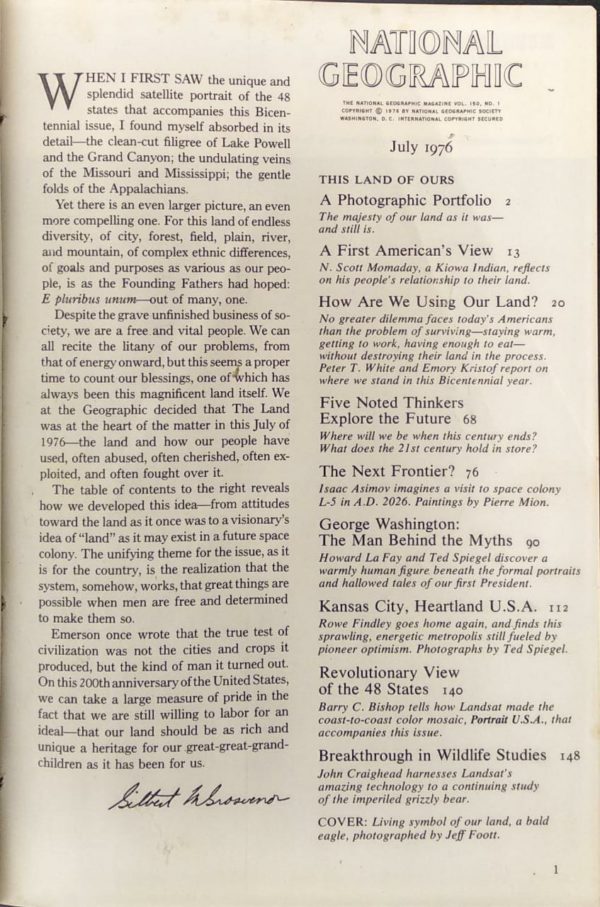 WHEN I FIRST SAW the unique and
splendid satellite portrait of the 48
states that accompanies this Bicen-
tennial issue, I found myself absorbed in its
detail—the clean-cut filigree of Lake Powell
and the Grand Canyon; the undulating veins
of the Missouri and Mississippi; the gentle
folds of the Appalachians.
Yet there is an even larger picture, an even
more compelling one. For this land of endless
diversity, of city, forest, field, plain, river,
and mountain, of complex ethnic differences,
of goals and purposes as various as our peo-
ple, is as the Founding Fathers had hoped:
E pluribus unum—out of many, one.
Despite the grave unfinished business of so-
ciety, we are a free and vital people. We can
all recite the litany of our problems, from
that of energy onward, but this seems a proper
time to count our blessings, one of which has
always been this magnificent land itself. We
at the Geographic decided that The Land
was at the heart of the matter in this July of
1976—the land and how our people have
used, often abused, often cherished, often ex-
ploited, and often fought over it.
The table of contents to the right reveals
how we developed this idea—from attitudes
toward the land as it once was to a visionary's
idea of "land" as it may exist in a future space
colony. The unifying theme for the issue, as it
is for the country, is the realization that the
system, somehow, works, that great things are
possible when men are free and determined
to make them so.
Emerson once wrote that the true test of
civilization was not the cities and crops it
produced, but the kind of man it turned out.
On this 200th anniversary of the United States,
we can take a large measure of pride in the
fact that we are still willing to labor for an
ideal—that our land should be as rich and
unique a heritage for our great-great-grand-
children as it has been for us.
Gilbert M Grosvenor
NATIONAL
GEOGRAPHIC
THE NATIONAL GEOGRAPHIC MAGAZINE VOL. 150, NO. 1
COPYRIGHT © 1976 BY NATIONAL GEOGRAPHIC SOCIETY
WASHINGTON, D. C. INTERNATIONAL COPYRIGHT SECURED
July 1976
THIS LAND OF OURS
A Photographic Portfolio 2
The majesty of our land as it was—
and still is.
A First American's View 13
N. Scott Momaday, a Kiowa Indian, reflects
on his people's relationship to their land.
How Are We Using Our Land? 20
No greater dilemma faces today's Americans
than the problem of surviving—staying warm,
getting to work, having enough to eat—
without destroying their land in the process.
Peter T. White and Emory Kristof report on
where we stand in this Bicentennial year.
Five Noted Thinkers
Explore the Future 68
Where will we be when this century ends?
What does the 21st century hold in store?
The Next Frontier? 76
Isaac Asimov imagines a visit to space colony
L-5 in A.D. 2026. Paintings by Pierre Mion.
George Washington:
The Man Behind the Myths 90
Howard La Fay and Ted Spiegel discover a
warmly human figure beneath the formal portraits
and hallowed tales of our first President.
Kansas City, Heartland U.S.A. 112
Rowe Findley goes home again, and finds this
sprawling, energetic metropolis still fueled by
pioneer optimism. Photographs by Ted Spiegel.
Revolutionary View
of the 48 States 140
Barry C. Bishop tells how Landsat made the
coast-to-coast color mosaic, Portrait U.S.A., that
accompanies this issue.
Breakthrough in Wildlife Studies 148
John Craighead harnesses Landsat's
amazing technology to a continuing study
of the imperiled grizzly bear.
COVER: Living symbol of our land, a bald
eagle, photographed by Jeff Foott.
1